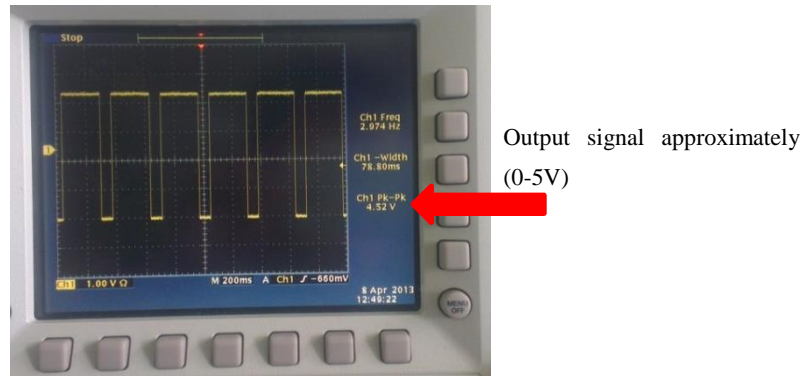 Stop
Ch1 Freq
2.974 Hz
1
Ch1 -Width
78.80ms
Ch1 Pk-Pk
4.52 V
Output signal approximately
(0-5V)
Ch1 1.00 V Ω M 200ms A Ch1 ∫ -660mV
8 Apr 2013
12:49:22
MENU
OFF